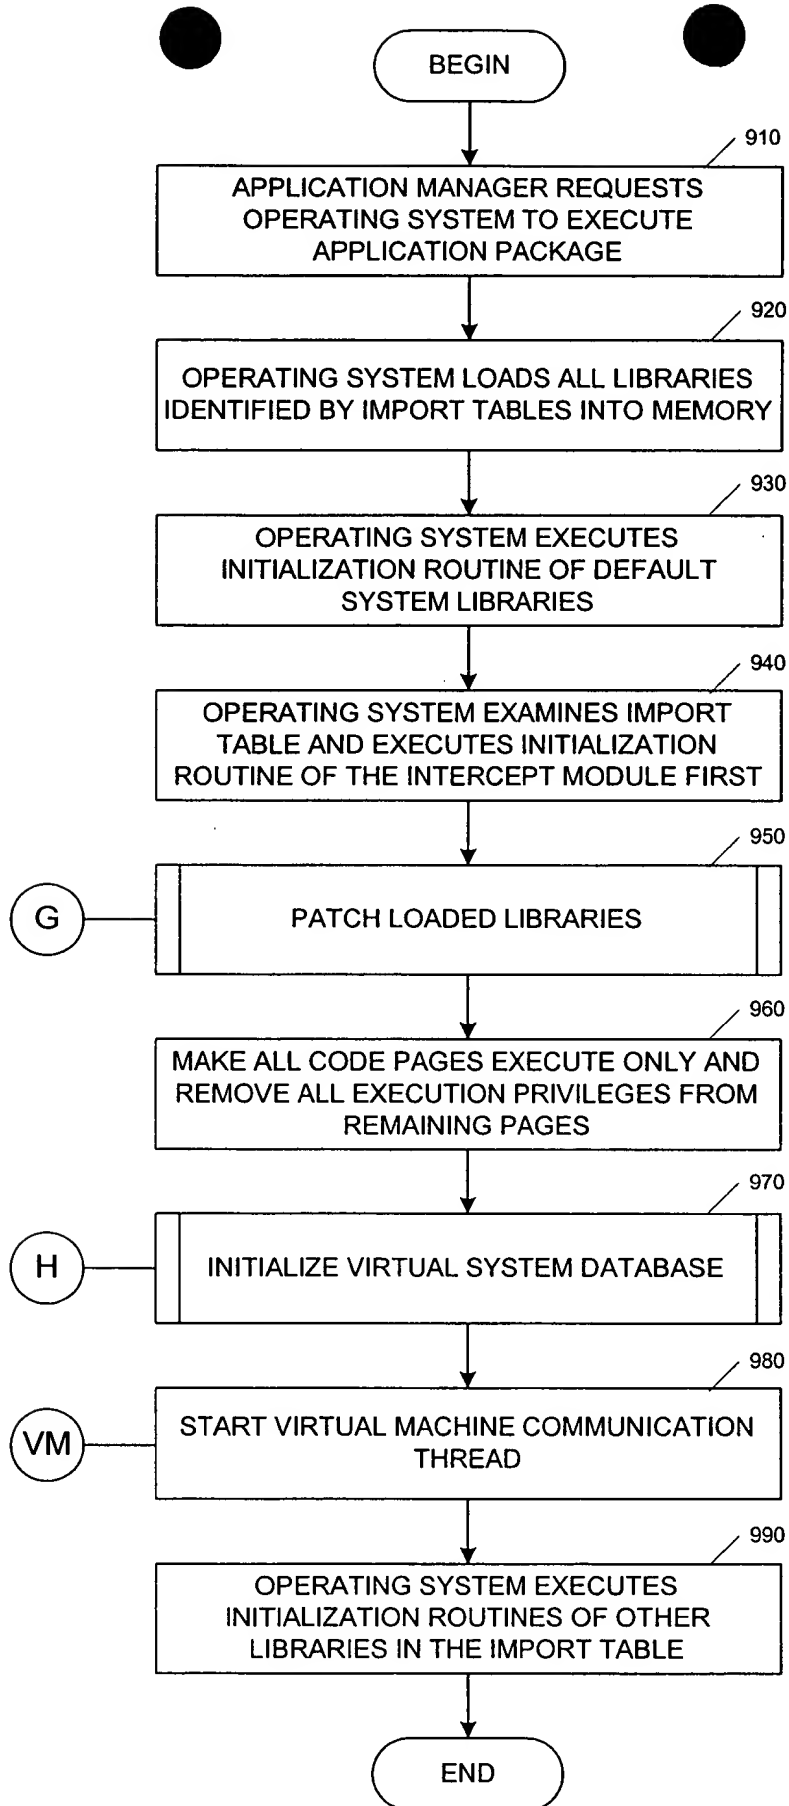 BEGIN
910
APPLICATION MANAGER REQUESTS
OPERATING SYSTEM TO EXECUTE
APPLICATION PACKAGE
920
OPERATING SYSTEM LOADS ALL LIBRARIES
IDENTIFIED BY IMPORT TABLES INTO MEMORY
930
OPERATING SYSTEM EXECUTES
INITIALIZATION ROUTINE OF DEFAULT
SYSTEM LIBRARIES
940
OPERATING SYSTEM EXAMINES IMPORT
TABLE AND EXECUTES INITIALIZATION
ROUTINE OF THE INTERCEPT MODULE FIRST
950
G
PATCH LOADED LIBRARIES
960
MAKE ALL CODE PAGES EXECUTE ONLY AND
REMOVE ALL EXECUTION PRIVILEGES FROM
REMAINING PAGES
970
H
INITIALIZE VIRTUAL SYSTEM DATABASE
980
VM
START VIRTUAL MACHINE COMMUNICATION
THREAD
990
OPERATING SYSTEM EXECUTES
INITIALIZATION ROUTINES OF OTHER
LIBRARIES IN THE IMPORT TABLE
END